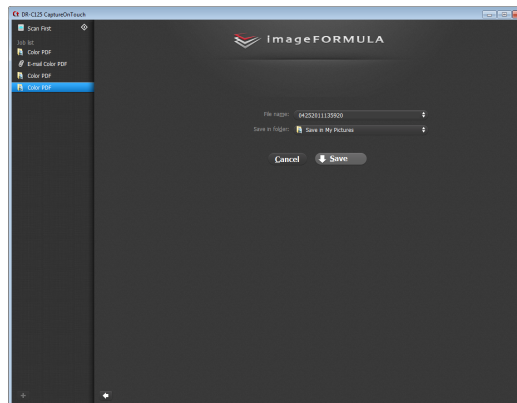 Ct DR-C125 CaptureOnTouch
Scan First
Job list
Color PDF
E-mail Color PDF
Color PDF
Color PDF
imageFORMULA
File name: 04252011135920
Save in folder: Save in My Pictures
Cancel Save